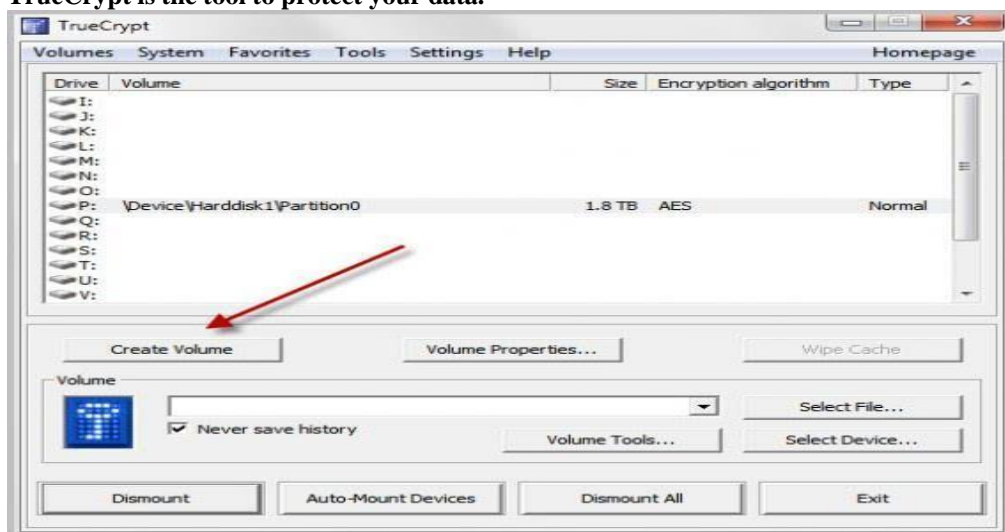 TrueCrypt is the tool to protect your data.
TrueCrypt
Volumes System Favorites Tools Settings Help Homepage
Drive Volume Size Encryption algorithm Type
I:
J:
K:
L:
M:
N:
O:
P: \Device\Harddisk1\Partition0 1.8 TB AES Normal
Q:
R:
S:
T:
U:
V:
Create Volume Volume Properties... Wipe Cache
Volume
Select File...
Never save history
Volume Tools... Select Device...
Dismount Auto-Mount Devices Dismount All Exit